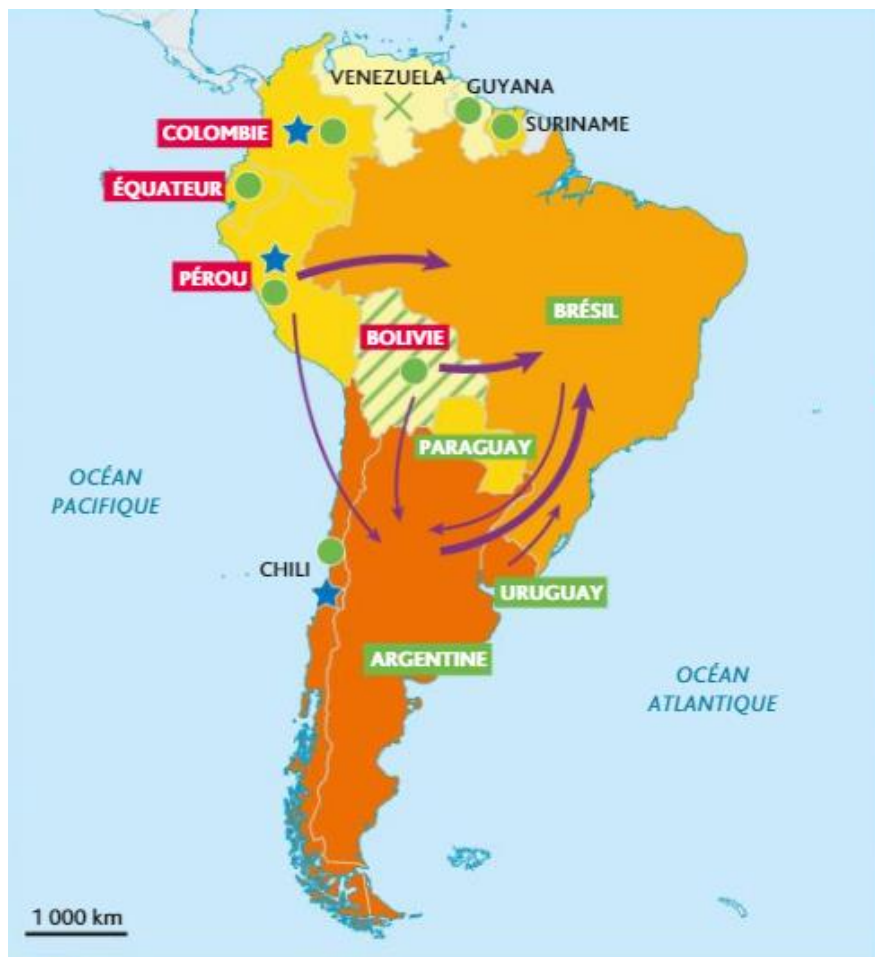 VENEZUELA
GUYANA
SURINAME
COLOMBIE
ÉQUATEUR
PÉROU
BRÉSIL
BOLIVIE
PARAGUAY
OCÉAN
PACIFIQUE
CHILI
URUGUAY
ARGENTINE
OCÉAN
ATLANTIQUE
1 000 km